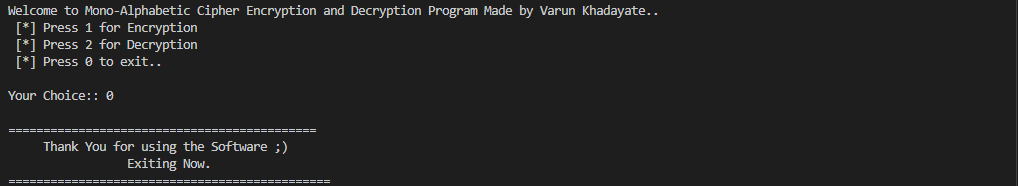 Welcome to Mono-Alphabetic Cipher Encryption and Decryption Program Made by Varun Khadayate..
[*] Press 1 for Encryption
[*] Press 2 for Decryption
[*] Press 0 to exit..
Your Choice:: 0
============================================
Thank You for using the Software ;)
Exiting Now.
==============================================